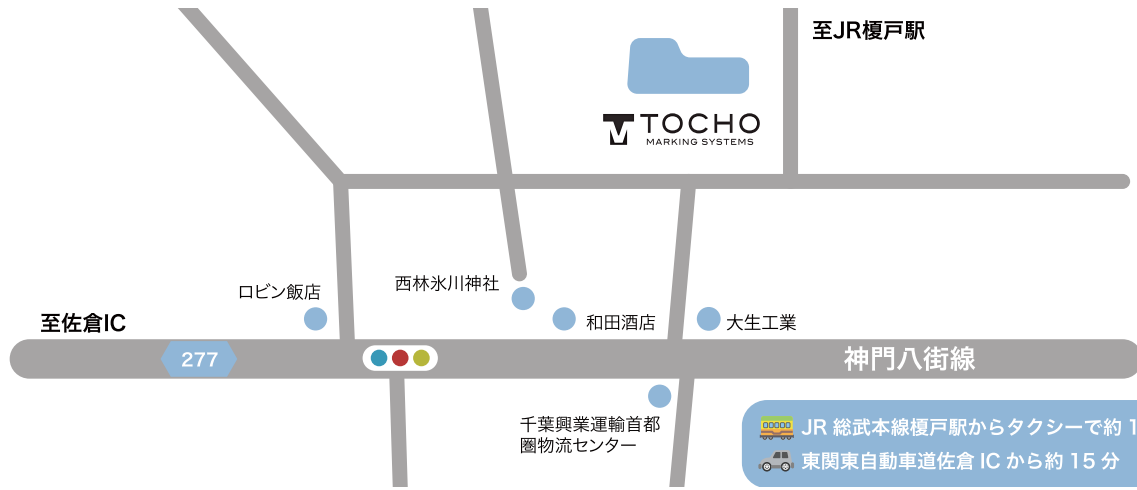 至JR榎戸駅
TOCHO
MARKING SYSTEMS
西林氷川神社
ロビン飯店
至佐倉IC
和田酒店
大生工業
277
神門八街線
千葉興業運輸首都
圏物流センター
JR 総武本線榎戸駅からタクシーで約 1
東関東自動車道佐倉 IC から約 15 分